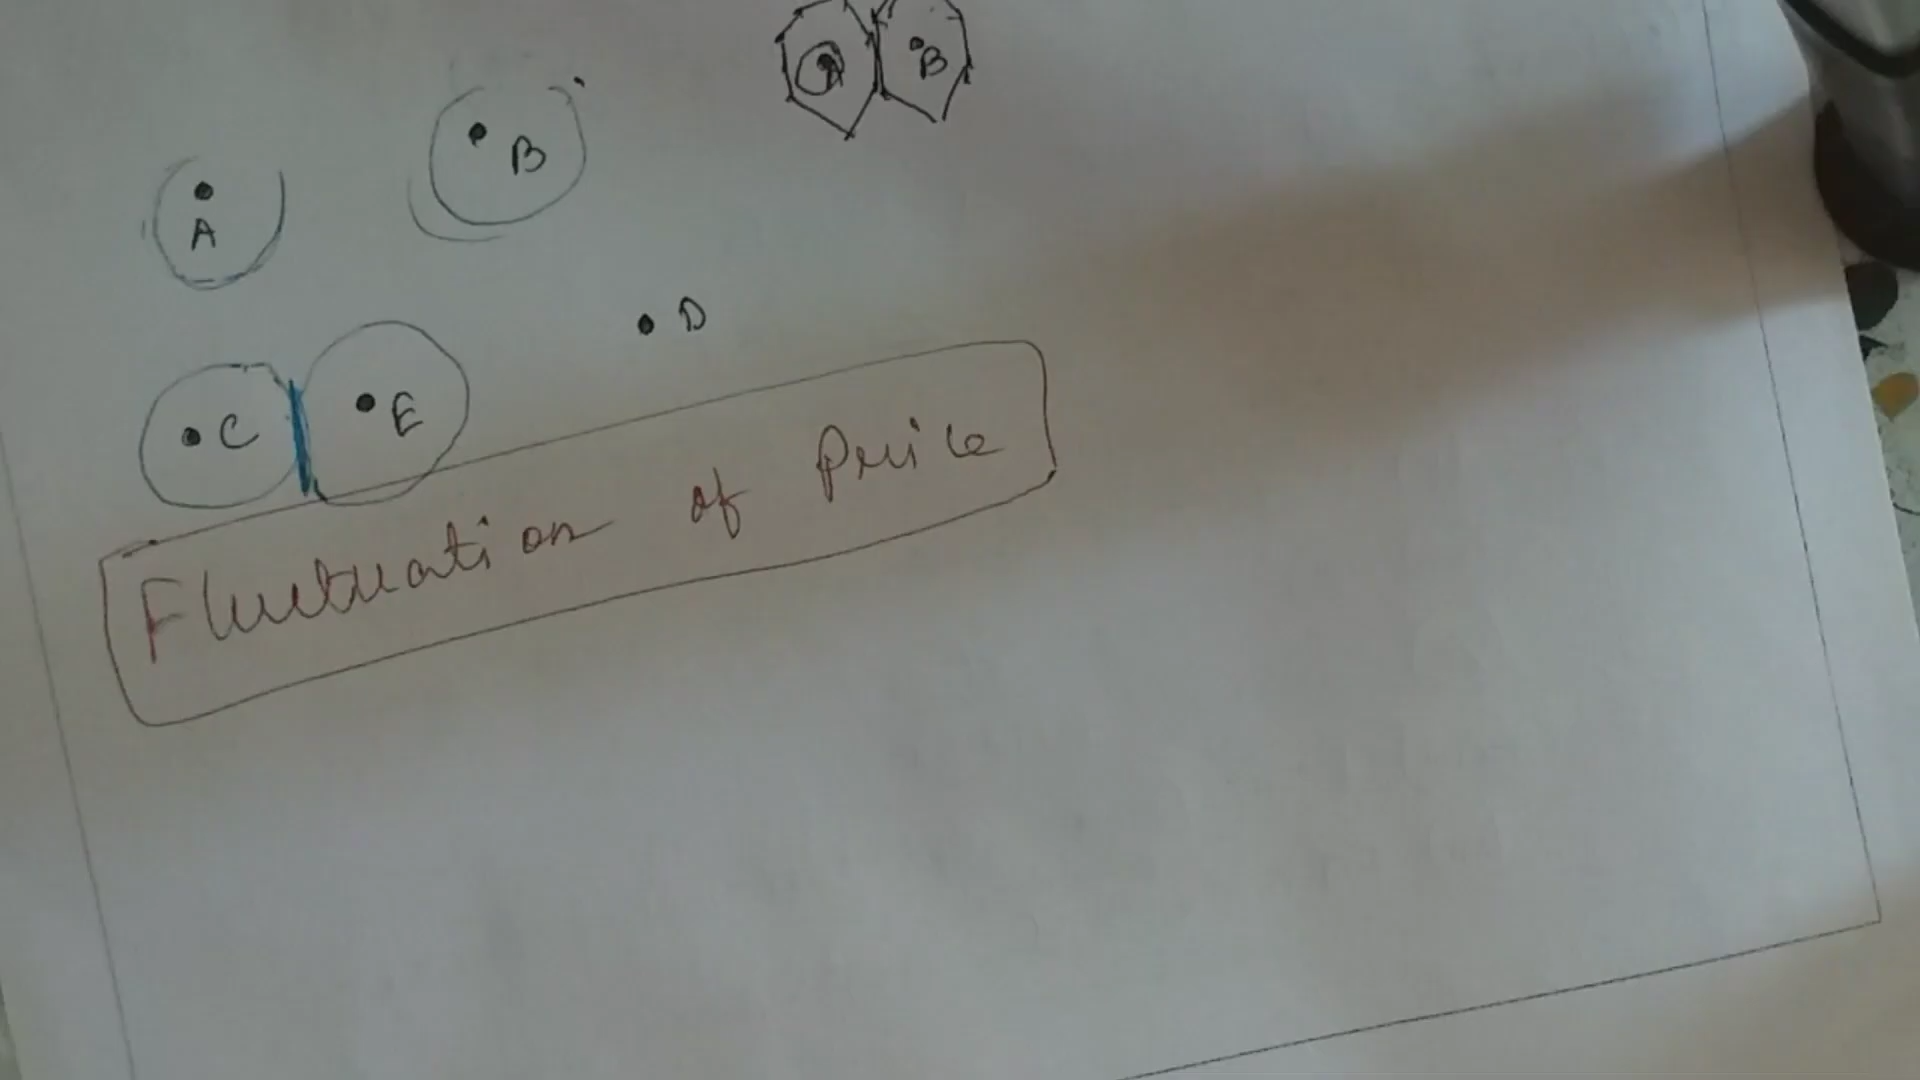 A B
B
A
D
C E
Fluctuation of Price